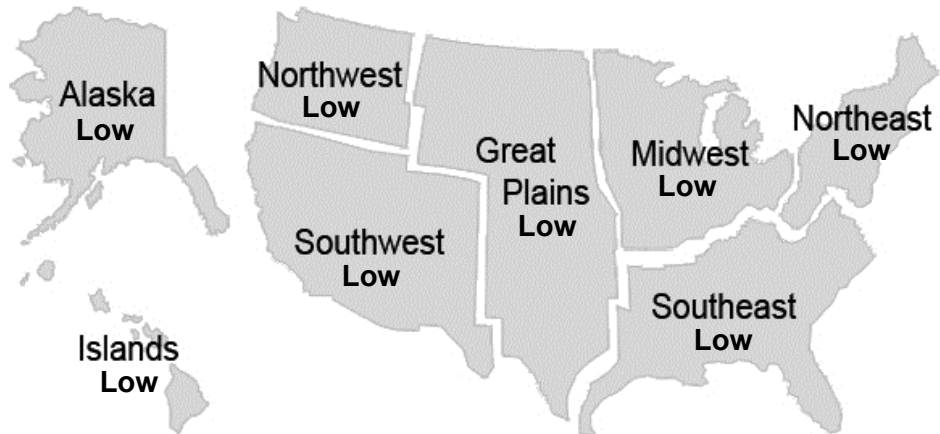 Alaska
Low
Northwest
Low
Great
Plains
Low
Midwest
Low
Northeast
Low
Southwest
Low
Southeast
Low
Islands
Low